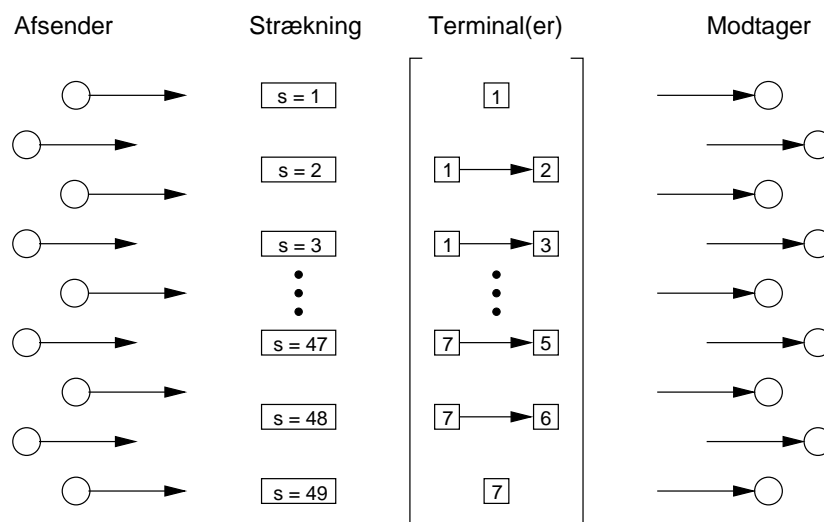 Afsender Strækning Terminal(er) Modtager
s = 1 1
s = 2 1 2
s = 3 1 3
s = 47 7 5
s = 48 7 6
s = 49 7